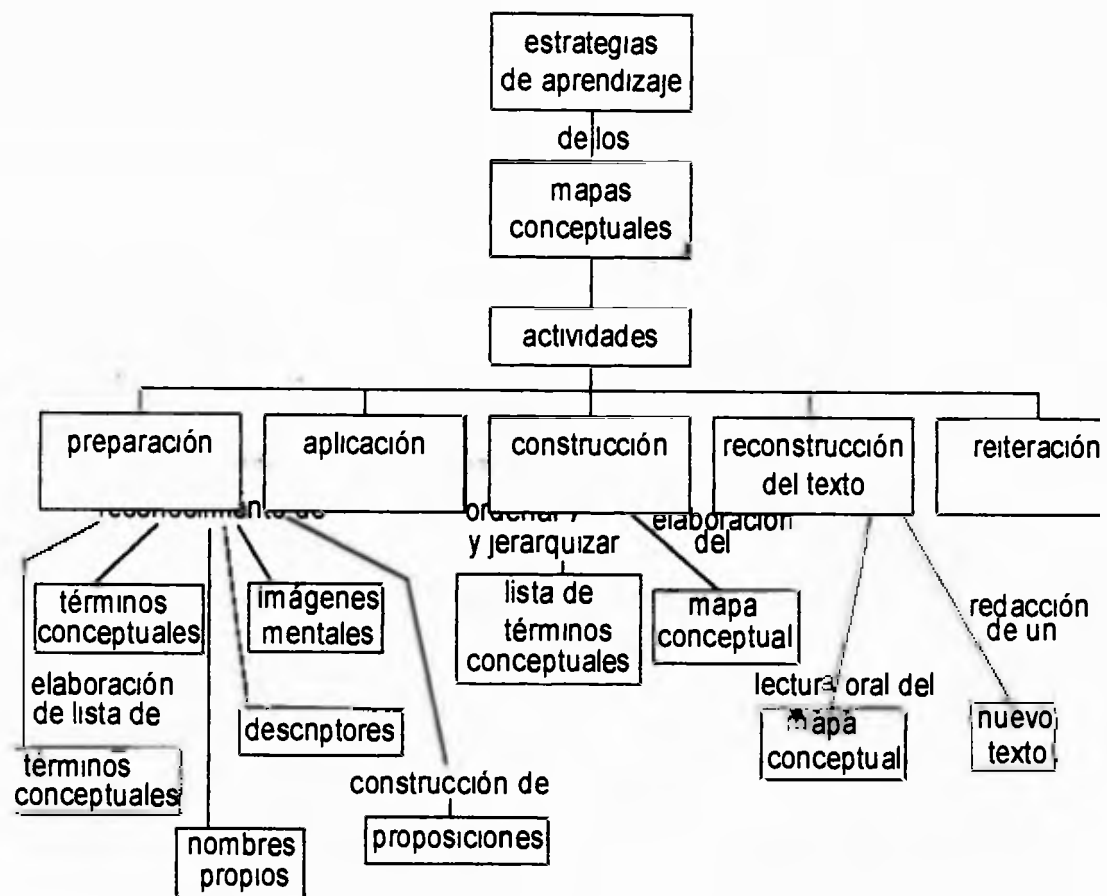 estrategias
de aprendizaje
de los
mapas
conceptuales
actividades
preparación
aplicación
construcción
reconstrucción
del texto
reiteración
reconocimiento de
ordenar y
y jerarquizar
elaboración
del
términos
conceptuales
imágenes
mentales
lista de
términos
conceptuales
mapa
conceptual
redacción
de un
elaboración
de lista de
descriptores
lectura oral del
mapa
conceptual
nuevo
texto
términos
conceptuales
construcción de
proposiciones
nombres
propios